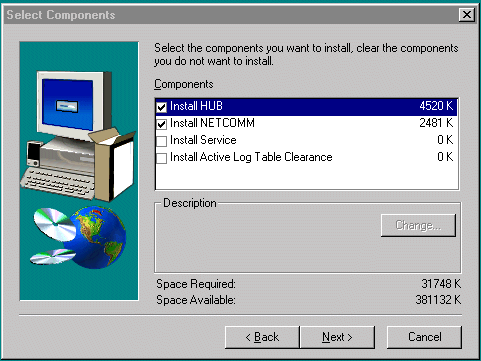 Select Components
Select the components you want to install, clear the components
you do not want to install.
Components
Install HUB 4520 K
Install NETCOMM 2481 K
Install Service 0 K
Install Active Log Table Clearance 0 K
Description
Change...
Space Required: 31748 K
Space Available: 381132 K
< Back Next > Cancel